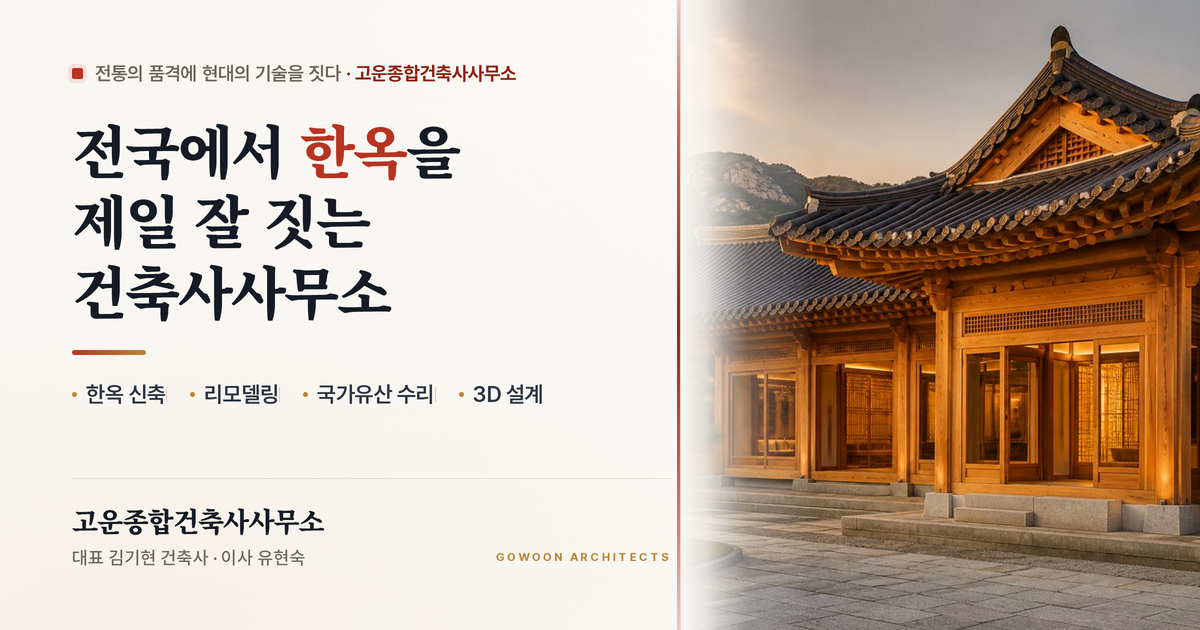 전통의 품격에 현대의 기술을 짓다 · 고운종합건축사사무소
전국에서 한옥을
제일 잘 짓는
건축사사무소
• 한옥 신축 • 리모델링 • 국가유산 수리 • 3D 설계
고운종합건축사사무소
대표 김기현 건축사 · 이사 유현숙
GOWOON ARCHITECTS